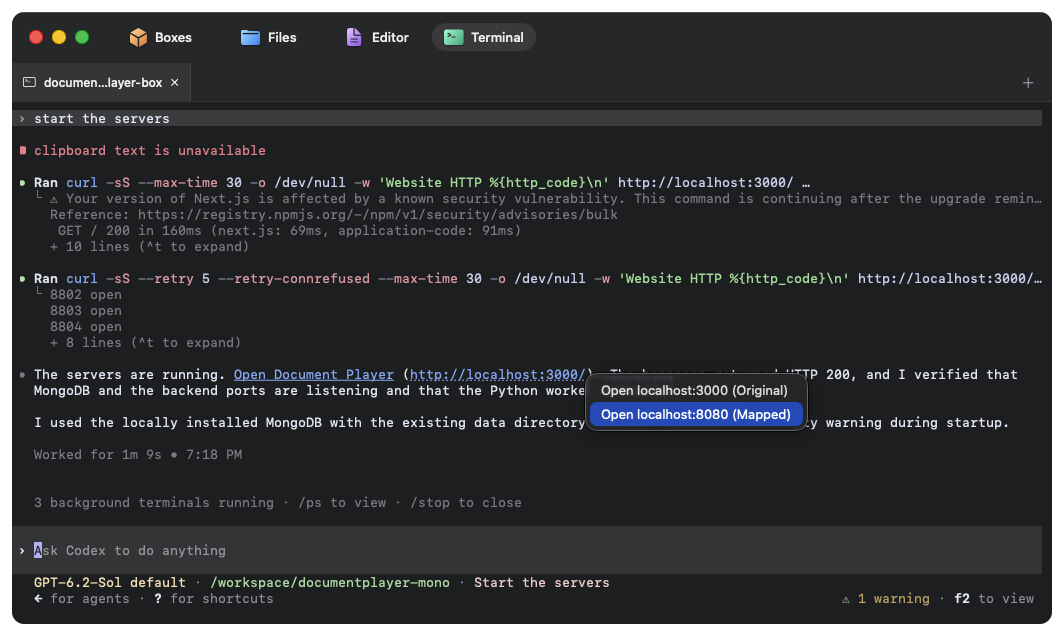 Boxes Files Editor Terminal
documen...layer-box × +
› start the servers
clipboard text is unavailable
• Ran curl -sS --max-time 30 -o /dev/null -w 'Website HTTP %{http_code}\n' http://localhost:3000/ …
└ ⚠ Your version of Next.js is affected by a known security vulnerability. This command is continuing after the upgrade remin…
Reference: https://registry.npmjs.org/-/npm/v1/security/advisories/bulk
GET / 200 in 160ms (next.js: 69ms, application-code: 91ms)
+ 10 lines (^t to expand)
• Ran curl -sS --retry 5 --retry-connrefused --max-time 30 -o /dev/null -w 'Website HTTP %{http_code}\n' http://localhost:3000/…
└ 8802 open
8803 open
8804 open
+ 8 lines (^t to expand)
• The servers are running. Open Document Player (http://localhost:3000/). HTTP 200, and I verified that
MongoDB and the backend ports are listening and that the Python worke
Open localhost:3000 (Original)
Open localhost:8080 (Mapped)
I used the locally installed MongoDB with the existing data directory ty warning during startup.
Worked for 1m 9s • 7:18 PM
3 background terminals running · /ps to view · /stop to close
› Ask Codex to do anything
GPT-6.2-Sol default · /workspace/documentplayer-mono · Start the servers
← for agents · ? for shortcuts ⚠ 1 warning · f2 to view